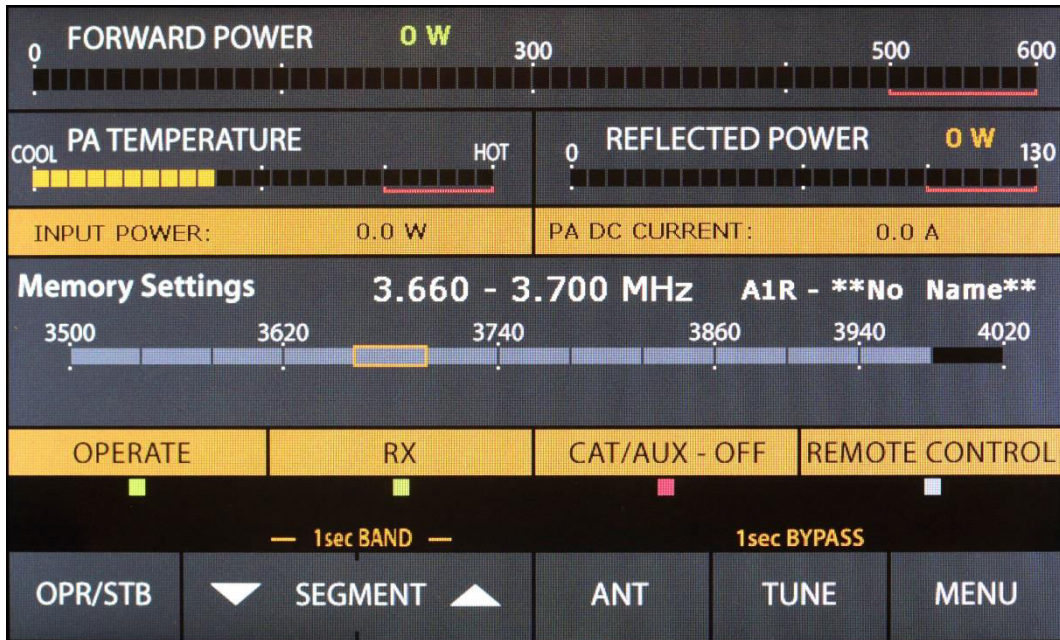 FORWARD POWER 0 W
0 300 500 600
PA TEMPERATURE
COOL HOT
REFLECTED POWER 0 W
0 130
INPUT POWER: 0.0 W
PA DC CURRENT: 0.0 A
Memory Settings 3.660 - 3.700 MHz A1R - **No Name**
3500 3620 3740 3860 3940 4020
OPERATE RX CAT/AUX - OFF REMOTE CONTROL
1sec BAND 1sec BYPASS
OPR/STB SEGMENT ANT TUNE MENU